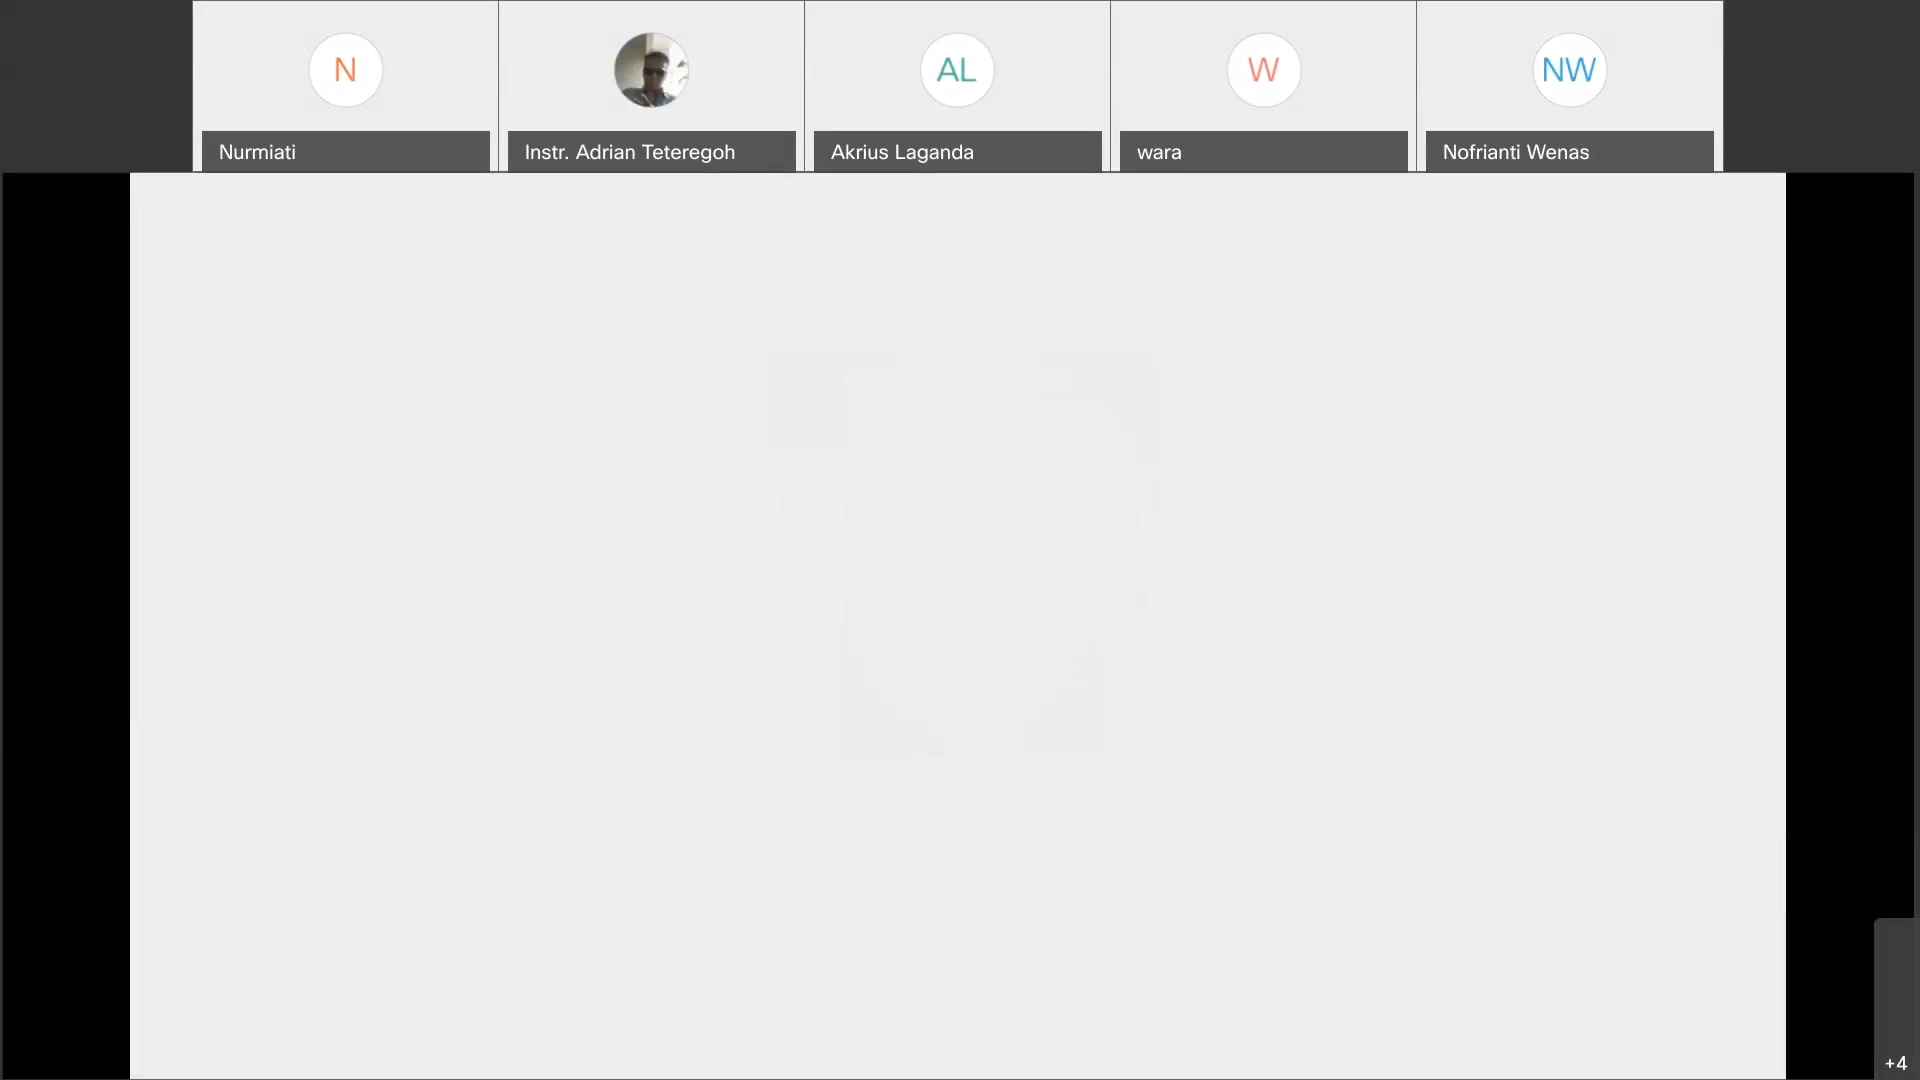 N
AL
W
NW
Nurmiati
Instr. Adrian Teteregoh
Akrius Laganda
wara
Nofrianti Wenas
+4